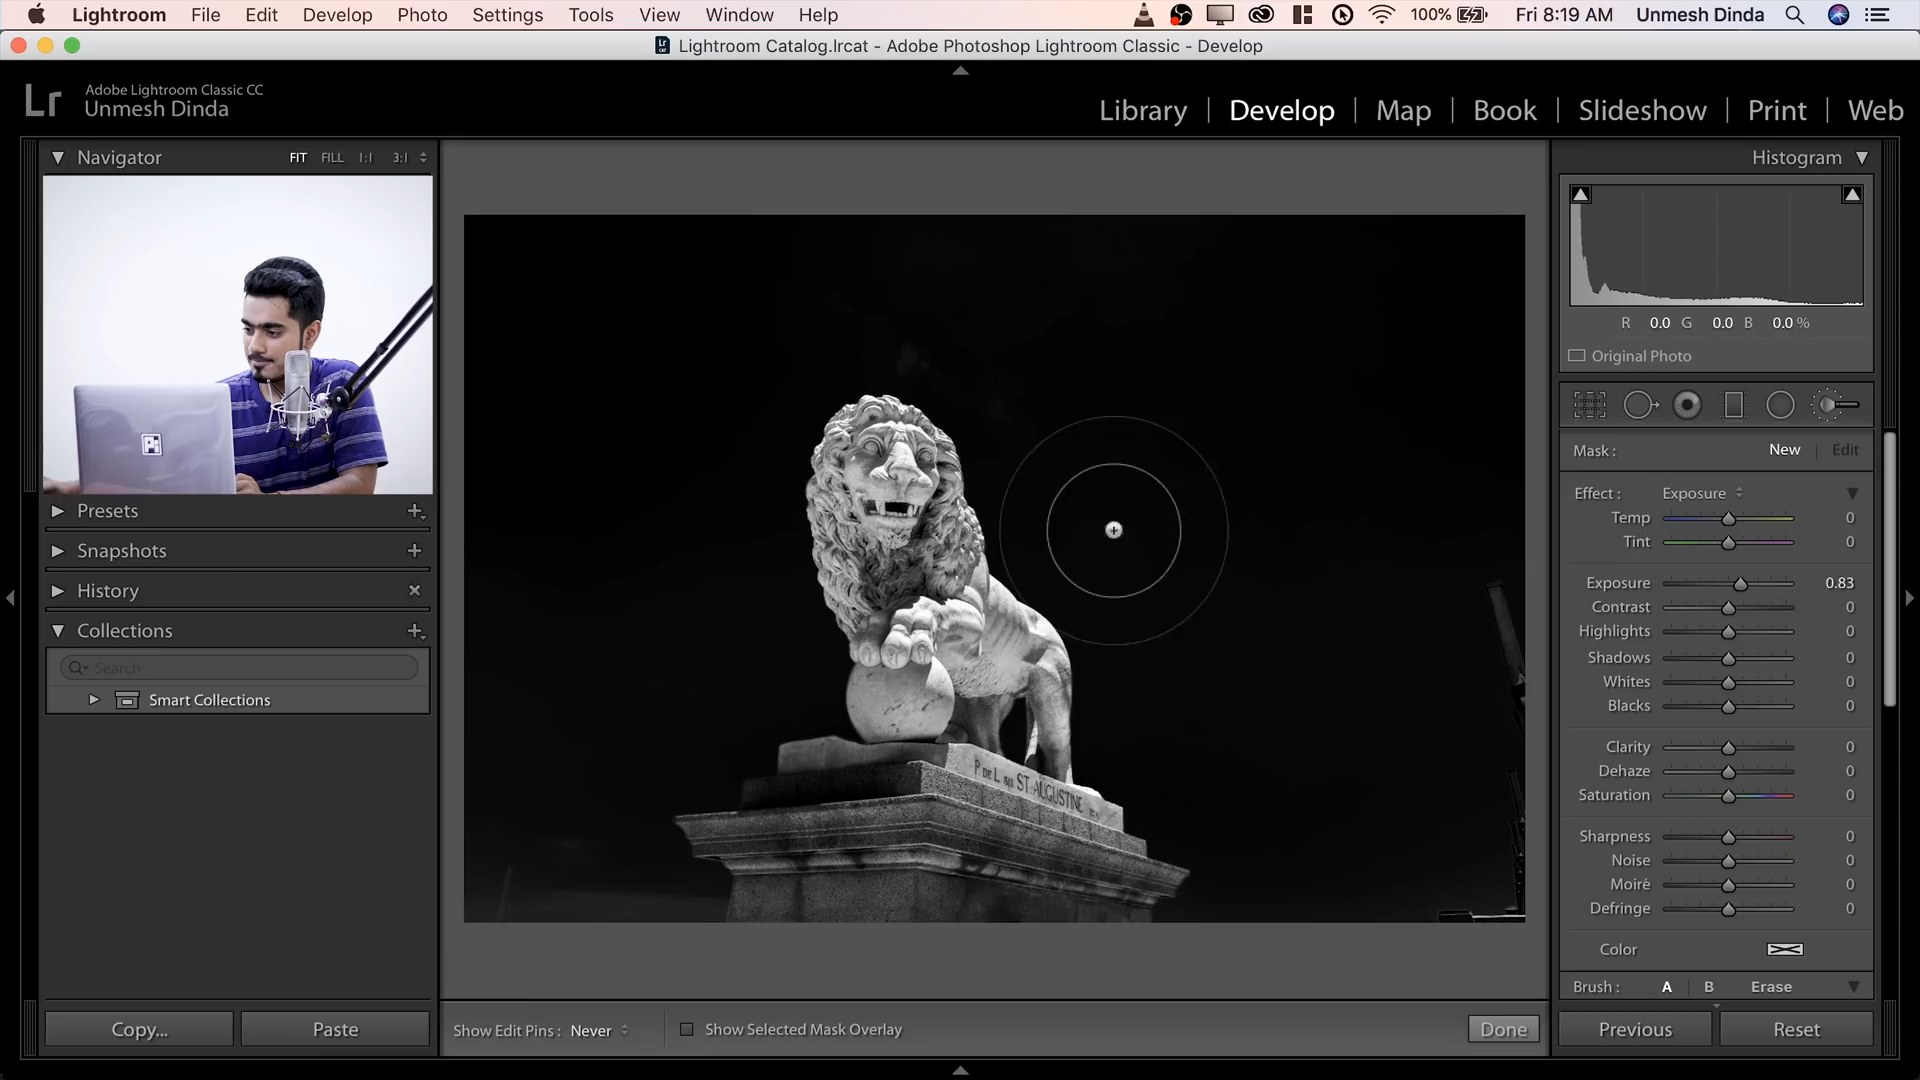 Lightroom File Edit Develop Photo Settings Tools View Window Help 100% Fri 8:19 AM Unmesh Dinda
Lightroom Catalog.lrcat - Adobe Photoshop Lightroom Classic - Develop
Lr Adobe Lightroom Classic CC
Unmesh Dinda
Library | Develop | Map | Book | Slideshow | Print | Web
Navigator FIT FILL 1:1 3:1
Histogram
R 0.0 G 0.0 B 0.0 %
Original Photo
Mask : New Edit
Effect : Exposure
Temp 0
Tint 0
Exposure 0.83
Contrast 0
Highlights 0
Shadows 0
Whites 0
Blacks 0
Clarity 0
Dehaze 0
Saturation 0
Sharpness 0
Noise 0
Moiré 0
Defringe 0
Color
Brush : A B Erase
Previous Reset
Presets
Snapshots
History
Collections
Search
Smart Collections
P. DE L. ST. AUGUSTINE
Copy... Paste
Show Edit Pins : Never Show Selected Mask Overlay Done